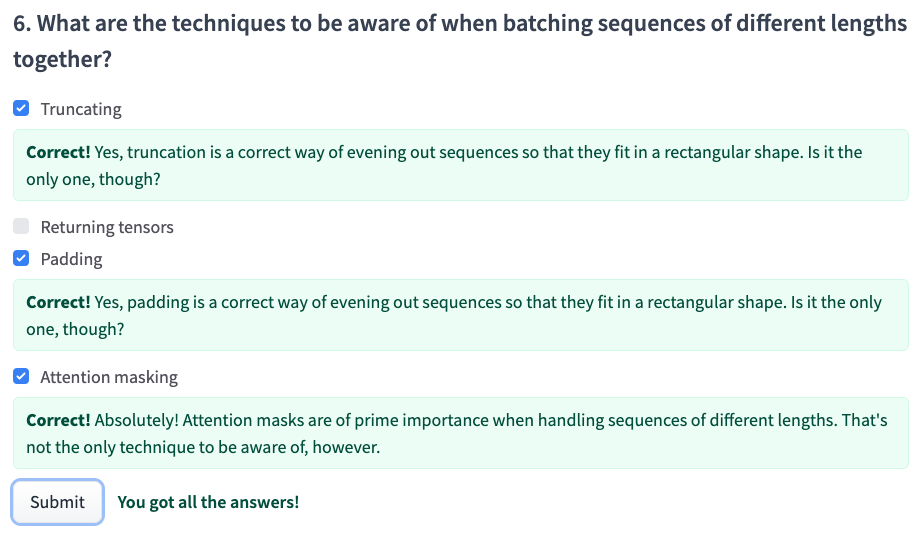 6. What are the techniques to be aware of when batching sequences of different lengths
together?
Truncating
Correct! Yes, truncation is a correct way of evening out sequences so that they fit in a rectangular shape. Is it the
only one, though?
Returning tensors
Padding
Correct! Yes, padding is a correct way of evening out sequences so that they fit in a rectangular shape. Is it the only
one, though?
Attention masking
Correct! Absolutely! Attention masks are of prime importance when handling sequences of different lengths. That's
not the only technique to be aware of, however.
Submit You got all the answers!